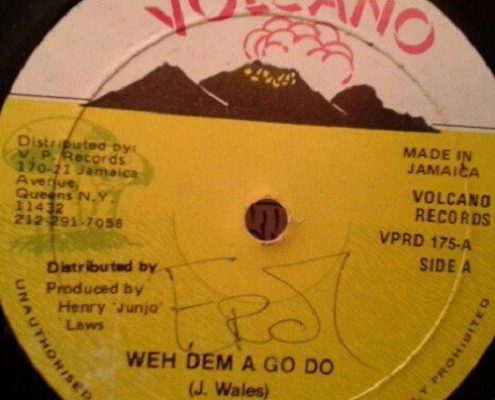 VOLCANO
Distributed by:
V. P. Records
170-21 Jamaica
Avenue,
Queens N.Y.
11432
212-291-7058
MADE IN
JAMAICA
VOLCANO
RECORDS
VPRD 175-A
SIDE A
Distributed by
Produced by
Henry 'Junjo'
Laws
WEH DEM A GO DO
(J. Wales)
UNAUTHORISED
PROHIBITED